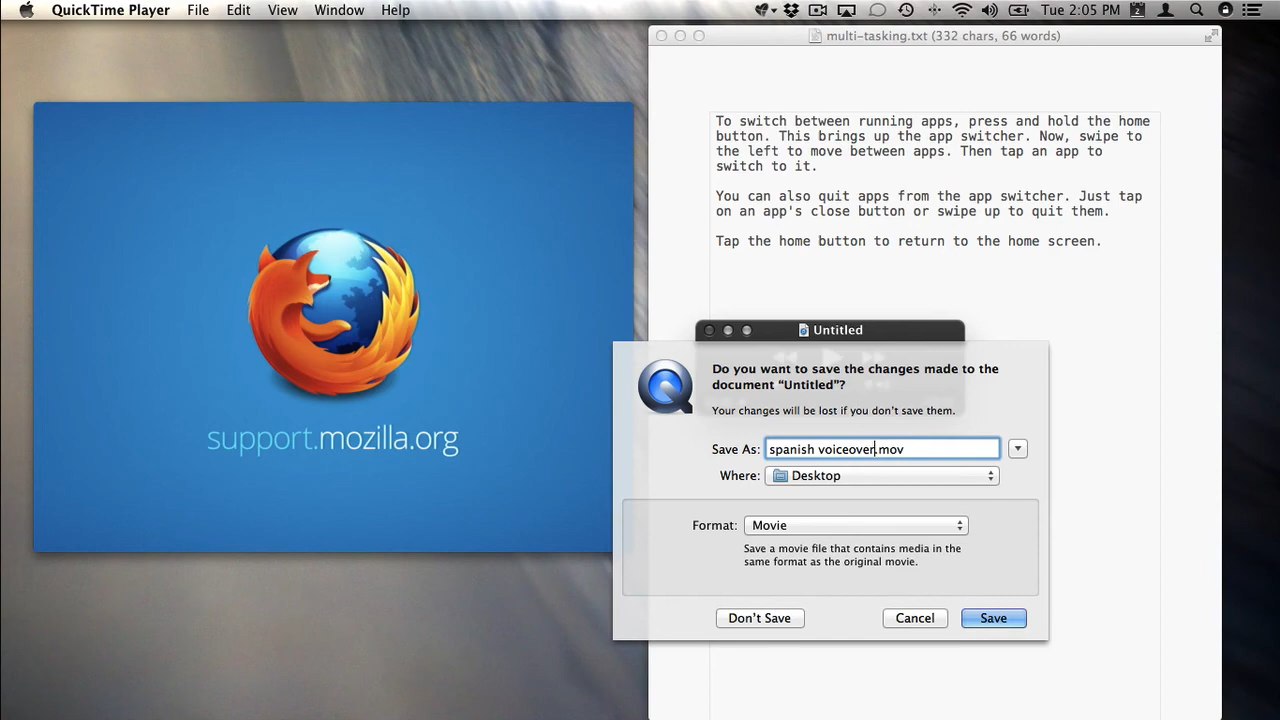 QuickTime Player File Edit View Window Help Tue 2:05 PM 2
support.mozilla.org
multi-tasking.txt (332 chars, 66 words)
To switch between running apps, press and hold the home
button. This brings up the app switcher. Now, swipe to
the left to move between apps. Then tap an app to
switch to it.
You can also quit apps from the app switcher. Just tap
on an app's close button or swipe up to quit them.
Tap the home button to return to the home screen.
Untitled
Do you want to save the changes made to the
document “Untitled”?
Your changes will be lost if you don’t save them.
Save As: spanish voiceover.mov
Where: Desktop
Format: Movie
Save a movie file that contains media in the
same format as the original movie.
Don’t Save Cancel Save